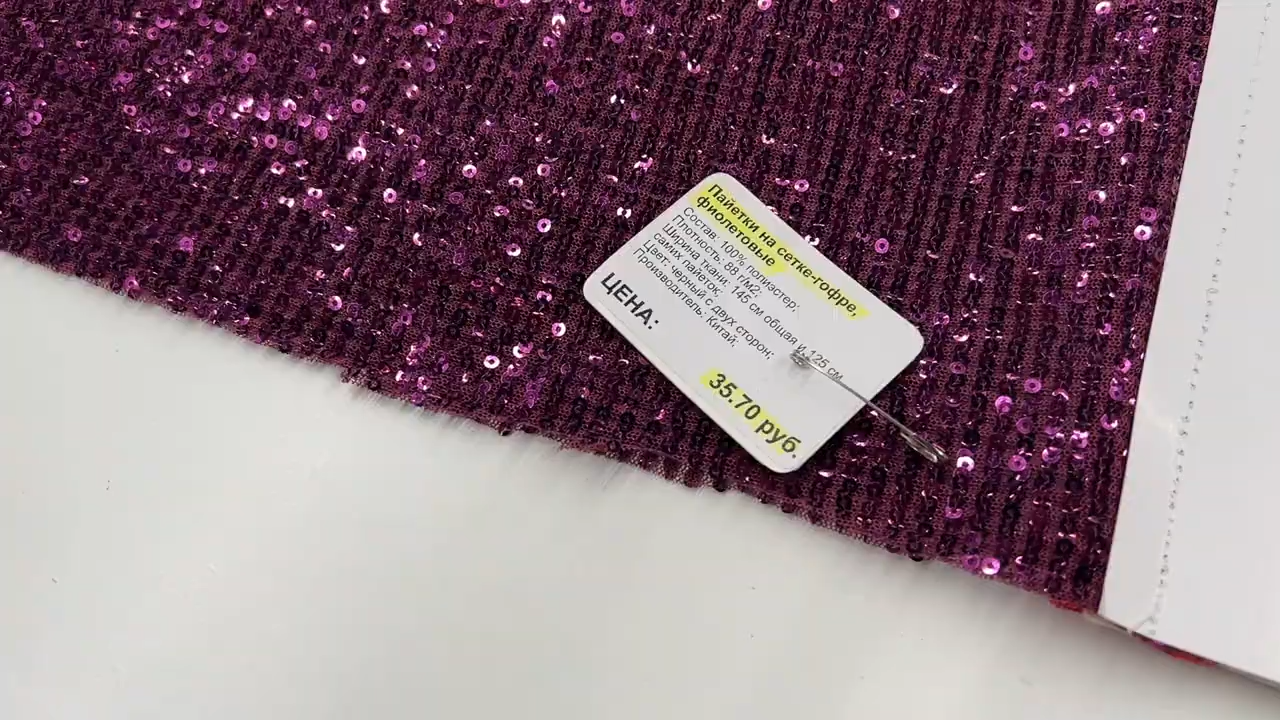 Пайетки на сетке-гофре,
фиолетовые
Состав: 100% полиэстер;
Плотность: 88 г/м2;
Ширина ткани: 145 см общая и 125 см
самих пайеток;
Цвет: черный с двух сторон;
Производитель: Китай;
ЦЕНА:
35.70 руб.